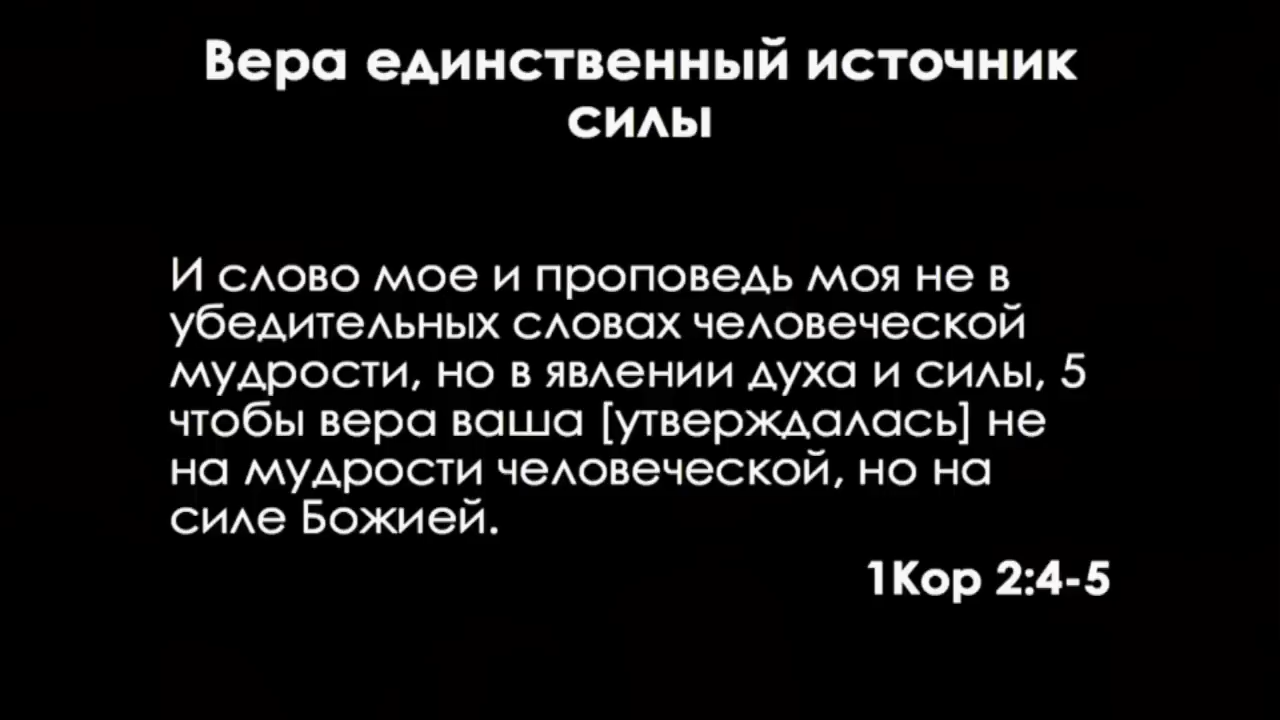 Вера единственный источник
силы
И слово мое и проповедь моя не в
убедительных словах человеческой
мудрости, но в явлении духа и силы, 5
чтобы вера ваша [утверждалась] не
на мудрости человеческой, но на
силе Божией.
1Кор 2:4-5